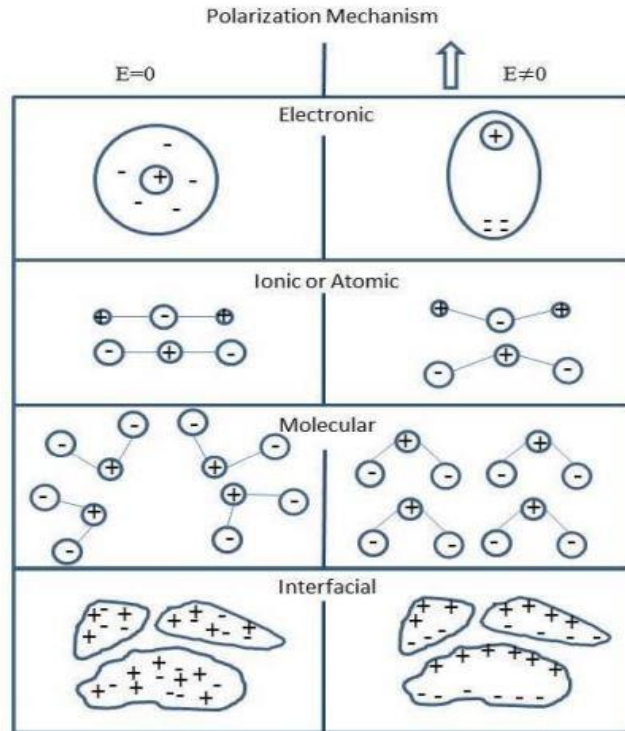 Polarization Mechanism
E=0
E≠0
Electronic
Ionic or Atomic
Molecular
Interfacial